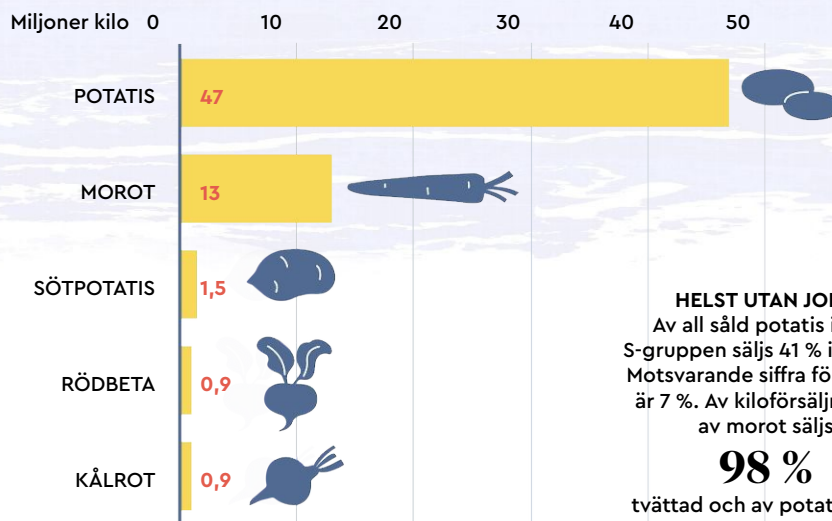 Miljoner kilo 0 10 20 30 40 50
POTATIS 47
MOROT 13
SÖTPOTATIS 1,5
RÖDBETA 0,9
KÅLROT 0,9
HELST UTAN
Av all såld potatis
S-gruppen säljs 41 %
Motsvarande siffra
är 7 %. Av
av morot säljs
98 %
tvättad och av